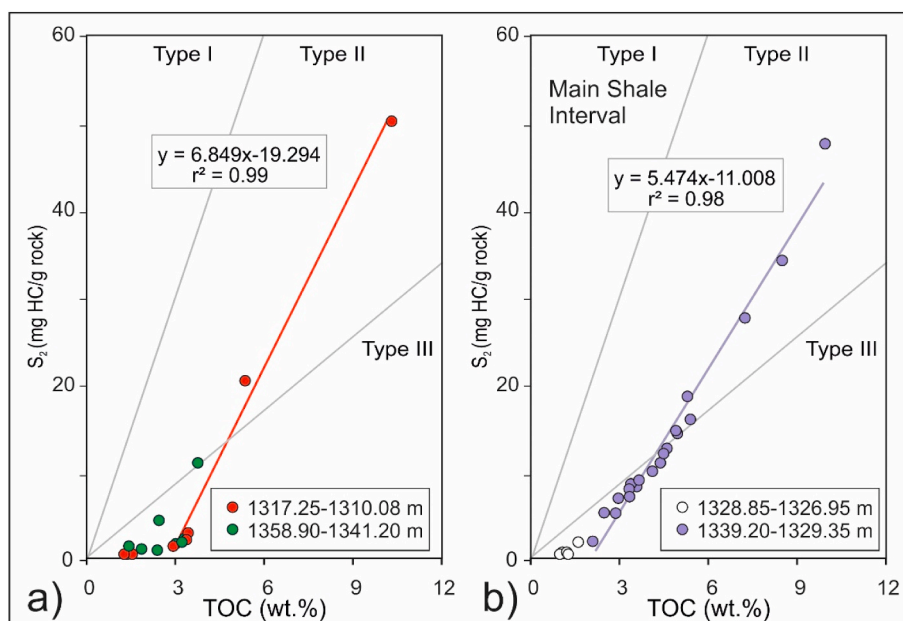 60
40
20
0
S₂ (mg HC/g rock)
Type I
Type II
Type III
y = 6.849x-19.294
r² = 0.99
1317.25-1310.08 m
1358.90-1341.20 m
0 3 6 9 12
TOC (wt.%)
a)
60
40
20
0
S₂ (mg HC/g rock)
Type I
Type II
Main Shale
Interval
Type III
y = 5.474x-11.008
r² = 0.98
1328.85-1326.95 m
1339.20-1329.35 m
0 3 6 9 12
TOC (wt.%)
b)